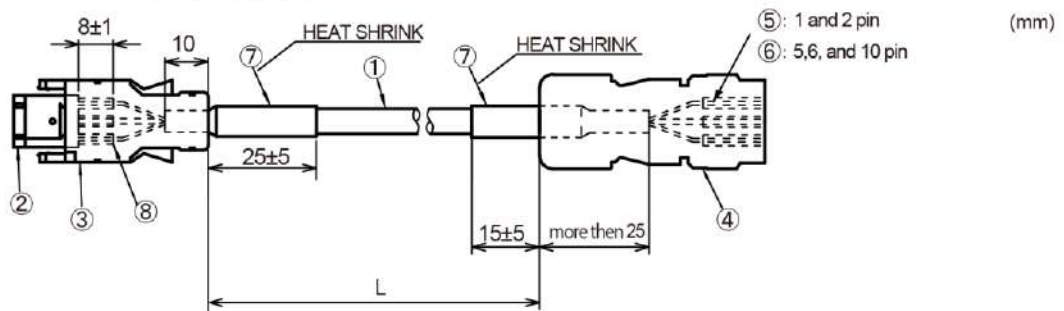 ⑤: 1 and 2 pin
(mm)
⑥: 5,6, and 10 pin
8±1
10
HEAT SHRINK
HEAT SHRINK
⑦
①
⑦
25±5
②
③
⑧
④
15±5
more then 25
L